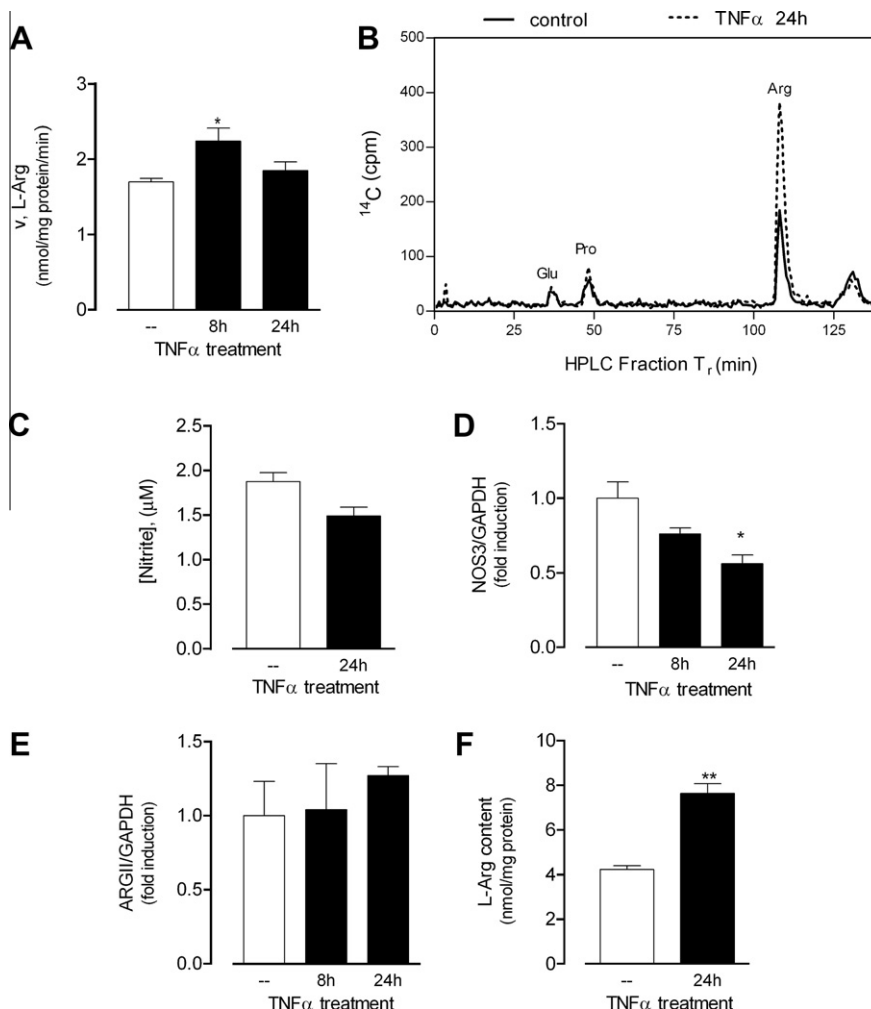 control
TNFα 24h
A
v, L-Arg
(nmol/mg protein/min)
3
2
1
0
*
--
8h
24h
TNFα treatment
B
¹⁴C (cpm)
500
400
300
200
100
0
Glu
Pro
Arg
0
25
50
75
100
125
HPLC Fraction Tᵣ (min)
C
[Nitrite], (μM)
2.5
2.0
1.5
1.0
0.5
0.0
--
24h
TNFα treatment
D
NOS3/GAPDH
(fold induction)
1.5
1.0
0.5
0.0
*
--
8h
24h
TNFα treatment
E
ARGII/GAPDH
(fold induction)
1.5
1.0
0.5
0.0
--
8h
24h
TNFα treatment
F
L-Arg content
(nmol/mg protein)
10
8
6
4
2
0
**
--
24h
TNFα treatment